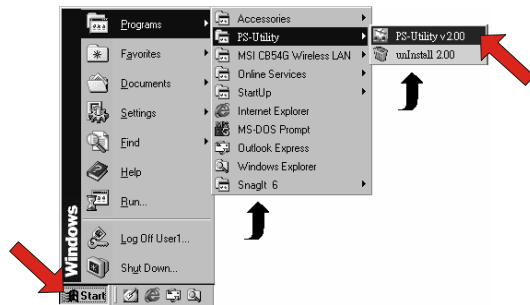 Programs
Favorites
Documents
Settings
Find
Help
Run...
Log Off User1...
Shut Down...
Windows
Start
Accessories
PS-Utility
MSI CB54G Wireless LAN
Online Services
StartUp
Internet Explorer
MS-DOS Prompt
Outlook Express
Windows Explorer
SnagIt 6
PS-Utility v2.00
unInstall 2.00